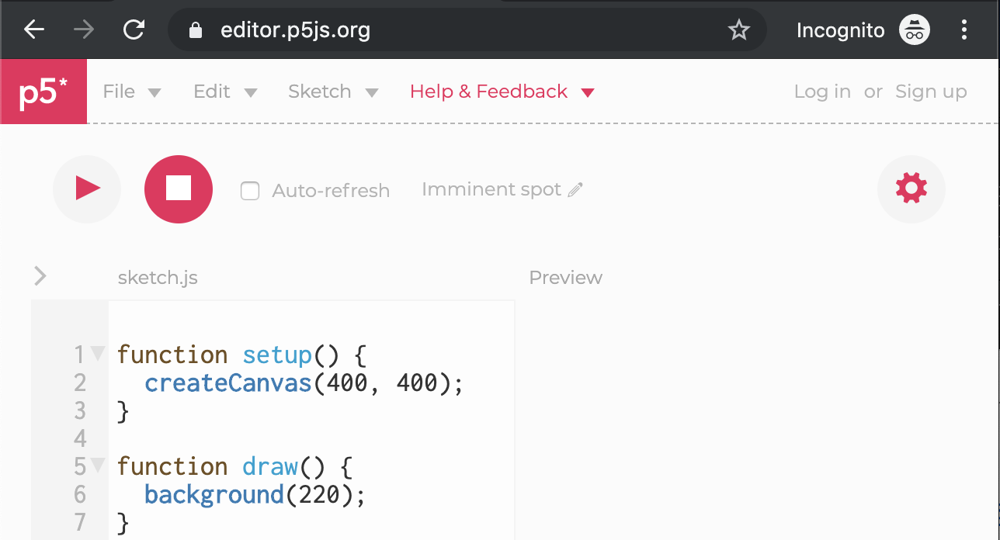 editor.p5js.org Incognito
p5* File Edit Sketch Help & Feedback Log in or Sign up
Auto-refresh Imminent spot
sketch.js Preview
1 function setup() {
2   createCanvas(400, 400);
3 }
4
5 function draw() {
6   background(220);
7 }